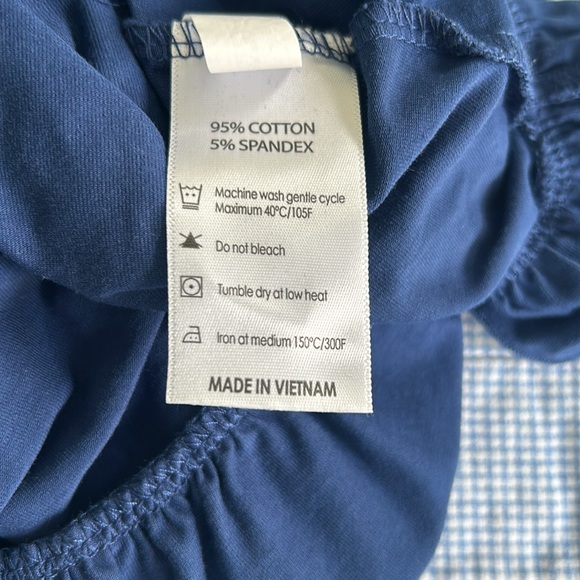 95% COTTON
5% SPANDEX
Machine wash gentle cycle
Maximum 40°C/105F
Do not bleach
Tumble dry at low heat
Iron at medium 150°C/300F
MADE IN VIETNAM